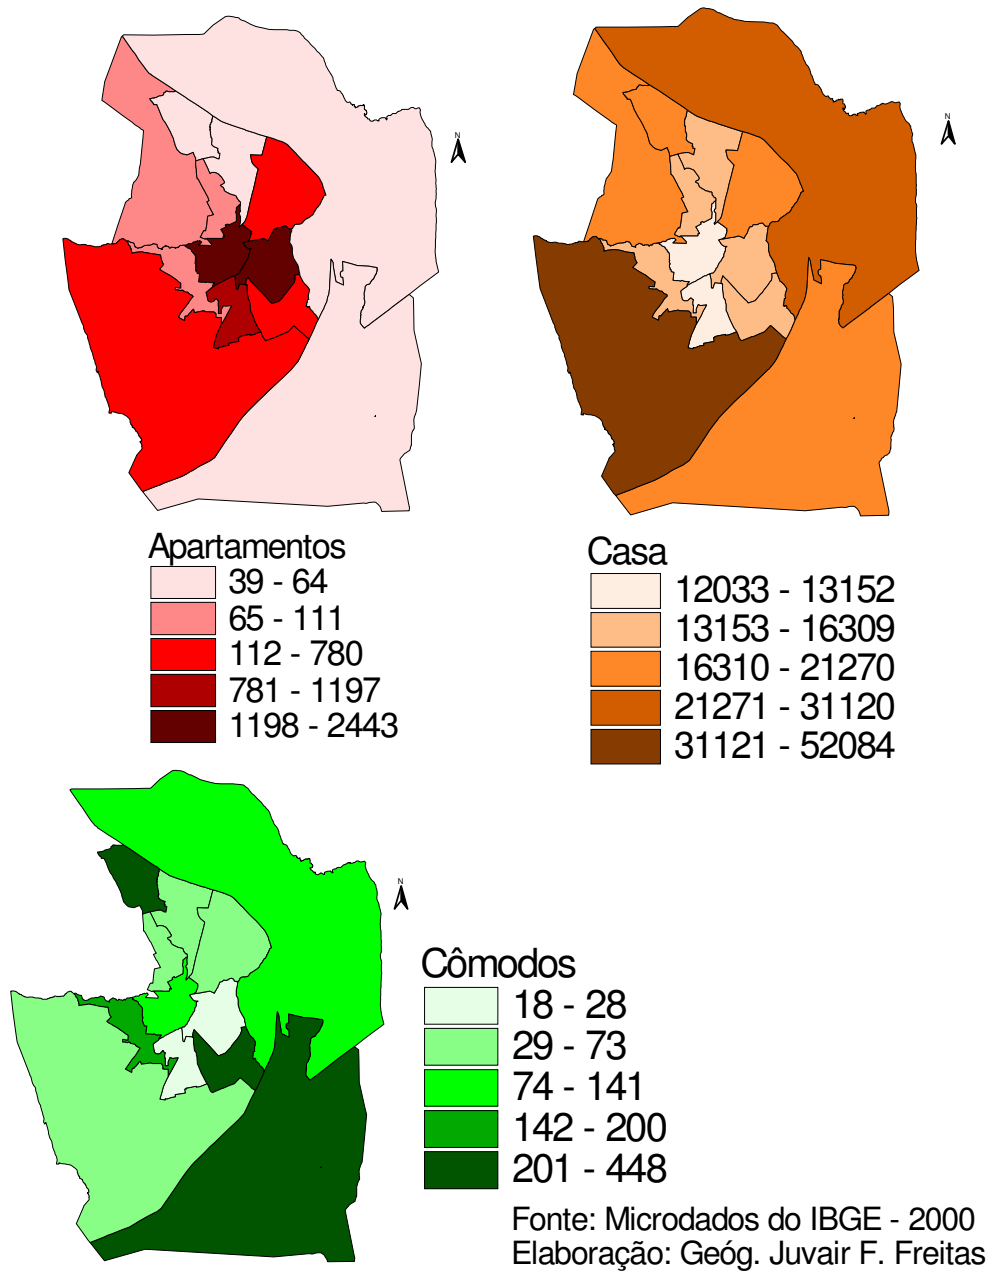 N
N
Apartamentos
39 - 64
65 - 111
112 - 780
781 - 1197
1198 - 2443
Casa
12033 - 13152
13153 - 16309
16310 - 21270
21271 - 31120
31121 - 52084
N
Cômodos
18 - 28
29 - 73
74 - 141
142 - 200
201 - 448
Fonte: Microdados do IBGE - 2000
Elaboração: Geóg. Juvair F. Freitas